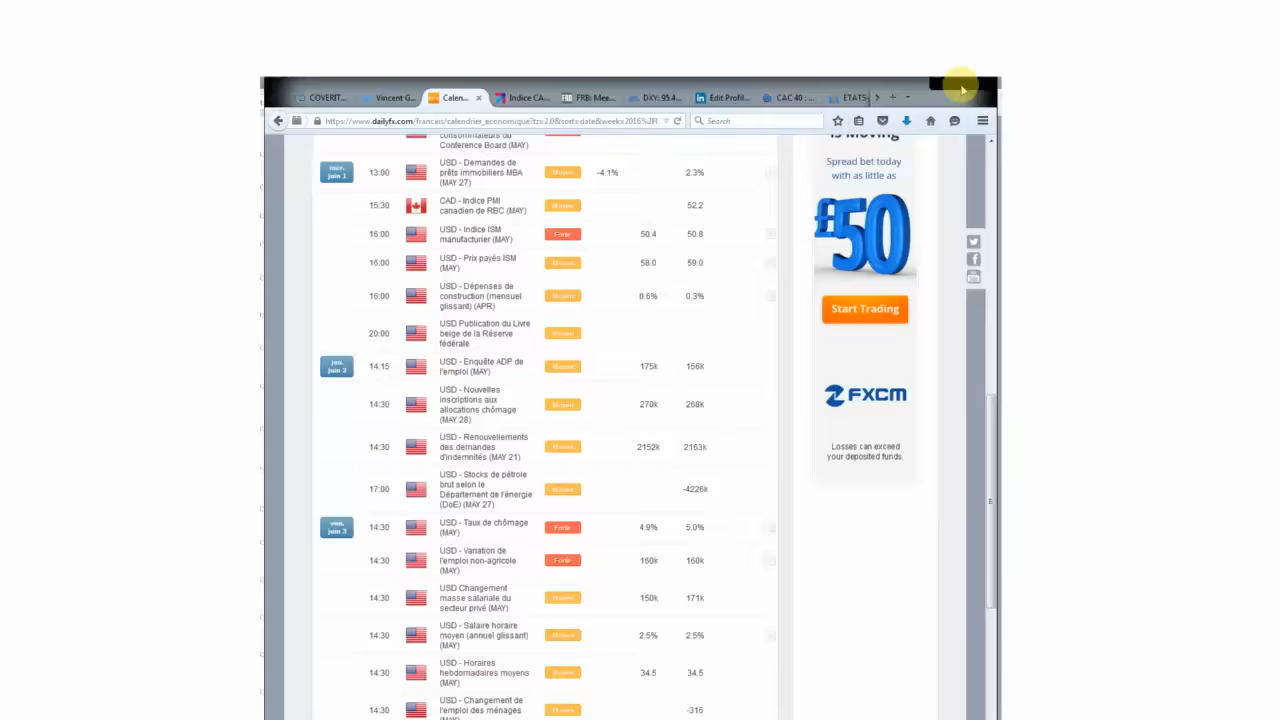 COVERIT...
Vincent G...
Calen...
Indice CA...
FRB: Mee...
DXY: 95.4...
Edit Profil...
CAC 40 : ...
ETATS-
https://www.dailyfx.com/francais/calendrier_economique?tz=2.0&sort=date&week=2016%2F(
Search
consommateurs du
Conference Board (MAY)
mer.
juin 1
13:00
USD - Demandes de
prêts immobiliers MBA
(MAY 27)
Moyen
-4.1%
2.3%
15:30
CAD - Indice PMI
canadien de RBC (MAY)
Moyen
52.2
16:00
USD - Indice ISM
manufacturier (MAY)
Forte
50.4
50.8
16:00
USD - Prix payés ISM
(MAY)
Moyen
58.0
59.0
16:00
USD - Dépenses de
construction (mensuel
glissant) (APR)
Moyen
0.6%
0.3%
20:00
USD Publication du Livre
beige de la Réserve
fédérale
Moyen
jeu.
juin 2
14:15
USD - Enquête ADP de
l'emploi (MAY)
Moyen
175k
156k
14:30
USD - Nouvelles
inscriptions aux
allocations chômage
(MAY 28)
Moyen
270k
268k
14:30
USD - Renouvellements
des demandes
d'indemnités (MAY 21)
Moyen
2152k
2163k
17:00
USD - Stocks de pétrole
brut selon le
Département de l'énergie
(DoE) (MAY 27)
Moyen
-4226k
ven.
juin 3
14:30
USD - Taux de chômage
(MAY)
Forte
4.9%
5.0%
14:30
USD - Variation de
l'emploi non-agricole
(MAY)
Forte
160k
160k
14:30
USD Changement
masse salariale du
secteur privé (MAY)
Moyen
150k
171k
14:30
USD - Salaire horaire
moyen (annuel glissant)
(MAY)
Moyen
2.5%
2.5%
14:30
USD - Horaires
hebdomadaires moyens
(MAY)
Moyen
34.5
34.5
14:30
USD - Changement de
l'emploi des ménages
Moyen
-316
is Moving
Spread bet today
with as little as
£50
Start Trading
FXCM
Losses can exceed
your deposited funds.